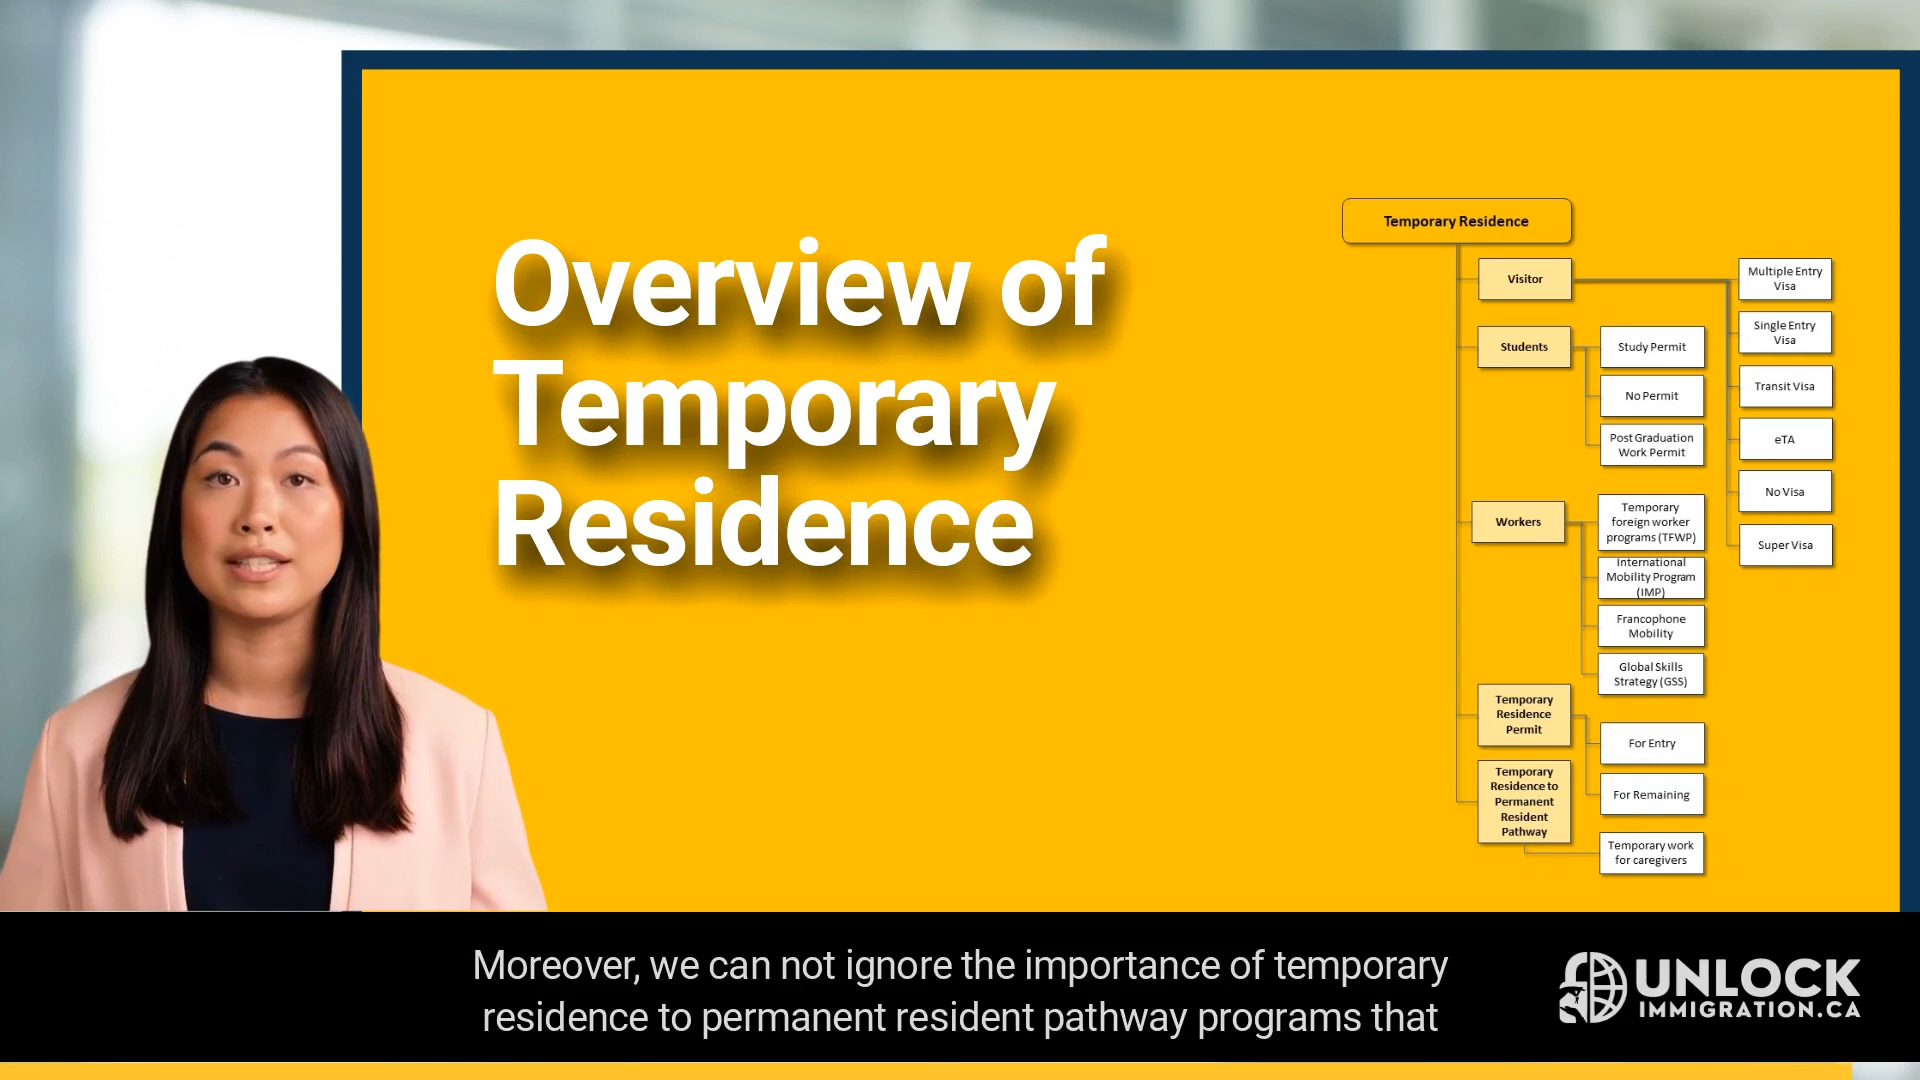 Overview of
Temporary
Residence
Temporary Residence
Visitor
Multiple Entry
Visa
Single Entry
Visa
Transit Visa
eTA
No Visa
Super Visa
Students
Study Permit
No Permit
Post Graduation
Work Permit
Workers
Temporary
foreign worker
programs (TFWP)
International
Mobility Program
(IMP)
Francophone
Mobility
Global Skills
Strategy (GSS)
Temporary
Residence
Permit
For Entry
For Remaining
Temporary
Residence to
Permanent
Resident
Pathway
Temporary work
for caregivers
Moreover, we can not ignore the importance of temporary
residence to permanent resident pathway programs that
UNLOCK
IMMIGRATION.CA